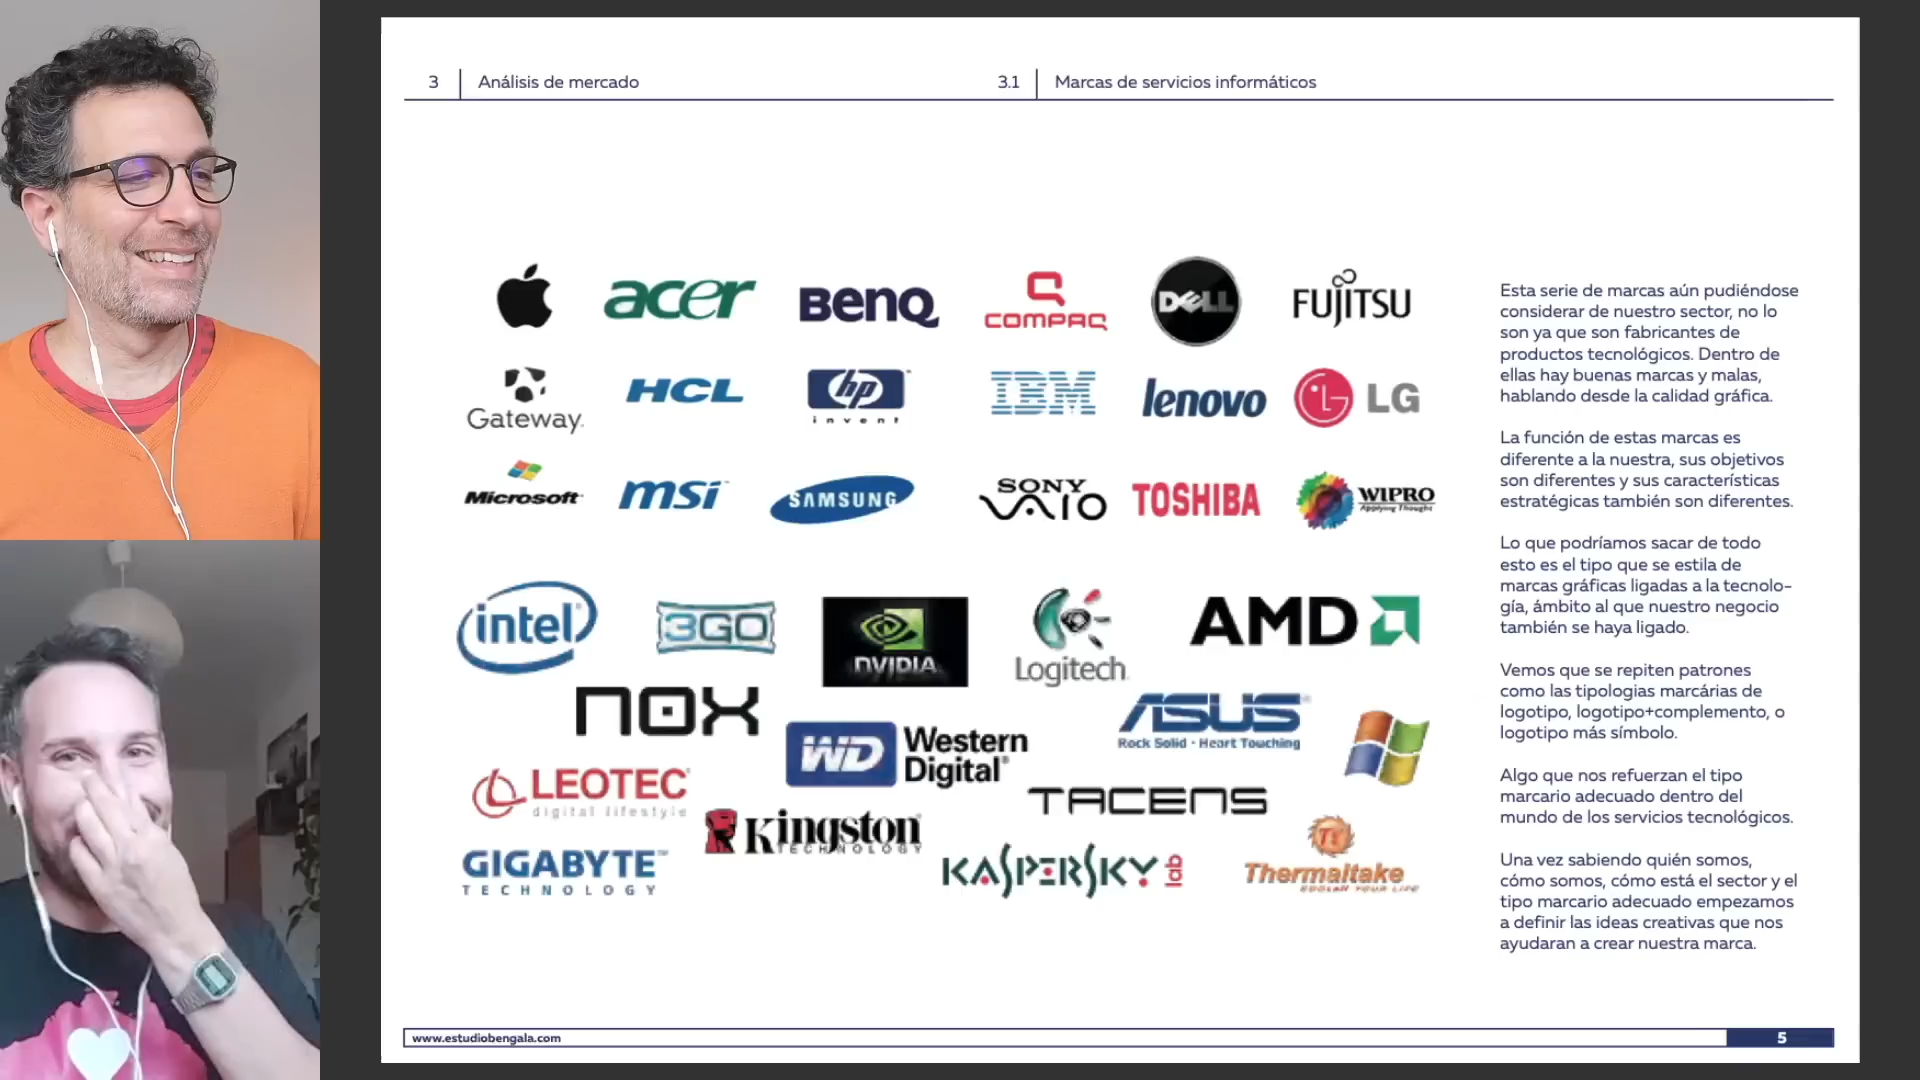 3 Análisis de mercado 3.1 Marcas de servicios informáticos
acer BenQ COMPAQ DELL FUJITSU
Gateway HCL hp invent IBM lenovo LG
Microsoft msi SAMSUNG SONY VAIO TOSHIBA WIPRO Applying Thought
intel 3GO NVIDIA Logitech AMD
nox WD Western Digital ASUS Rock Solid · Heart Touching
LEOTEC digital lifestyle Kingston TECHNOLOGY TACENS
GIGABYTE TECHNOLOGY KASPERSKY lab Thermaltake COOLALL YOUR LIFE
Esta serie de marcas aún pudiéndose
considerar de nuestro sector, no lo
son ya que son fabricantes de
productos tecnológicos. Dentro de
ellas hay buenas marcas y malas,
hablando desde la calidad gráfica.
La función de estas marcas es
diferente a la nuestra, sus objetivos
son diferentes y sus características
estratégicas también son diferentes.
Lo que podríamos sacar de todo
esto es el tipo que se estila de
marcas gráficas ligadas a la tecnolo-
gía, ámbito al que nuestro negocio
también se haya ligado.
Vemos que se repiten patrones
como las tipologias marcárias de
logotipo, logotipo+complemento, o
logotipo más símbolo.
Algo que nos refuerzan el tipo
marcario adecuado dentro del
mundo de los servicios tecnológicos.
Una vez sabiendo quién somos,
cómo somos, cómo está el sector y el
tipo marcario adecuado empezamos
a definir las ideas creativas que nos
ayudaran a crear nuestra marca.
www.estudiobengala.com 5